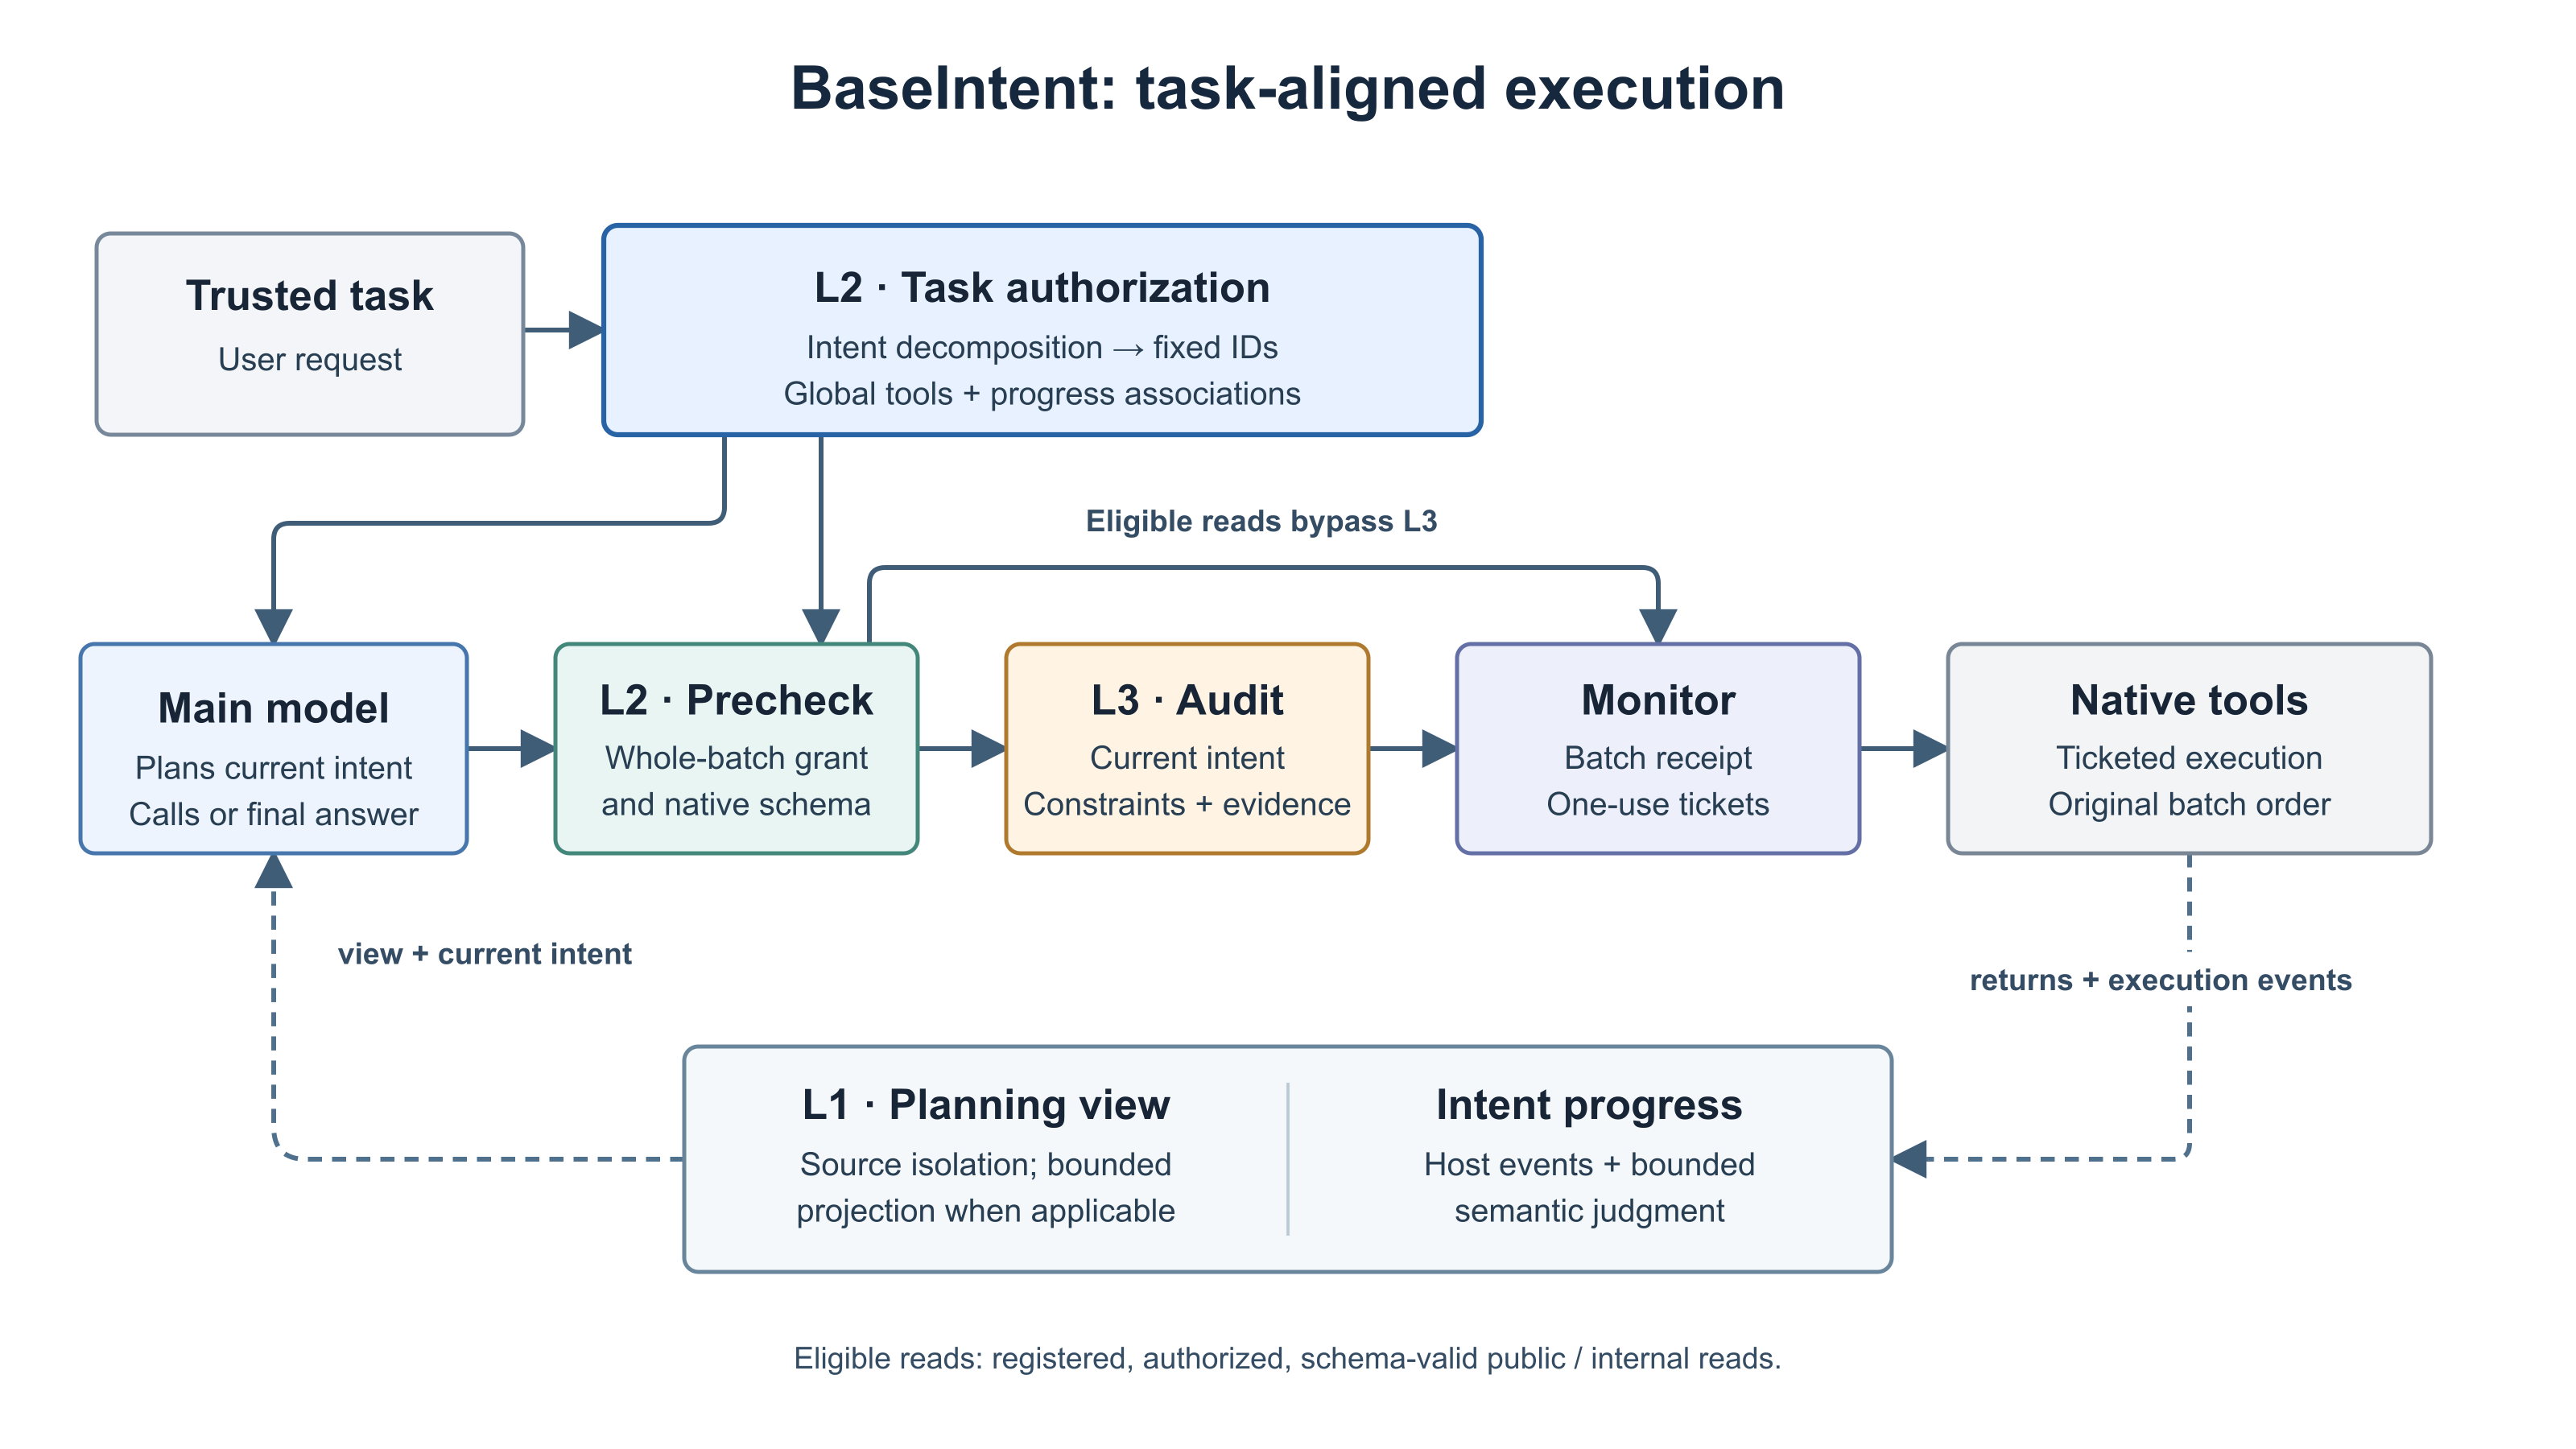 BaseIntent: task-aligned execution
Trusted task
User request
L2 · Task authorization
Intent decomposition → fixed IDs
Global tools + progress associations
Eligible reads bypass L3
Main model
Plans current intent
Calls or final answer
L2 · Precheck
Whole-batch grant
and native schema
L3 · Audit
Current intent
Constraints + evidence
Monitor
Batch receipt
One-use tickets
Native tools
Ticketed execution
Original batch order
view + current intent
returns + execution events
L1 · Planning view
Source isolation; bounded
projection when applicable
Intent progress
Host events + bounded
semantic judgment
Eligible reads: registered, authorized, schema-valid public / internal reads.